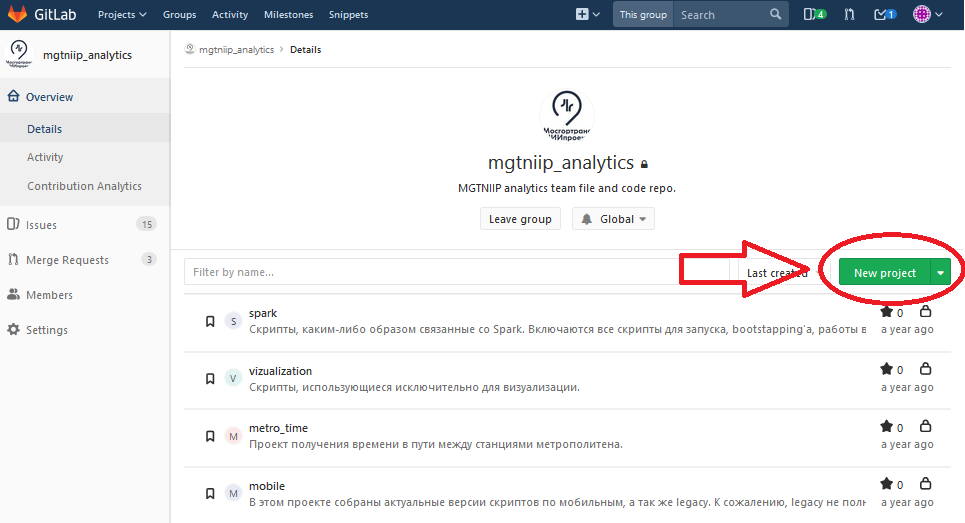 GitLab Projects Groups Activity Milestones Snippets This group Search 4 1
mgtniip_analytics
mgtniip_analytics > Details
Overview
Details
Activity
Contribution Analytics
Issues 15
Merge Requests 3
Members
Settings
Мосгортранс
НИИпроект
Мосгортранс
НИИпроект
mgtniip_analytics
MGTNIIP analytics team file and code repo.
Leave group Global
Filter by name... Last created New project
S spark 0
Скрипты, каким-либо образом связанные со Spark. Включаются все скрипты для запуска, bootstapping'а, работы в a year ago
V vizualization 0
Скрипты, использующиеся исключительно для визуализации. a year ago
M metro_time 0
Проект получения времени в пути между станциями метрополитена. a year ago
M mobile 0
В этом проекте собраны актуальные версии скриптов по мобильным, а так же legacy. К сожалению, legacy не полн a year ago